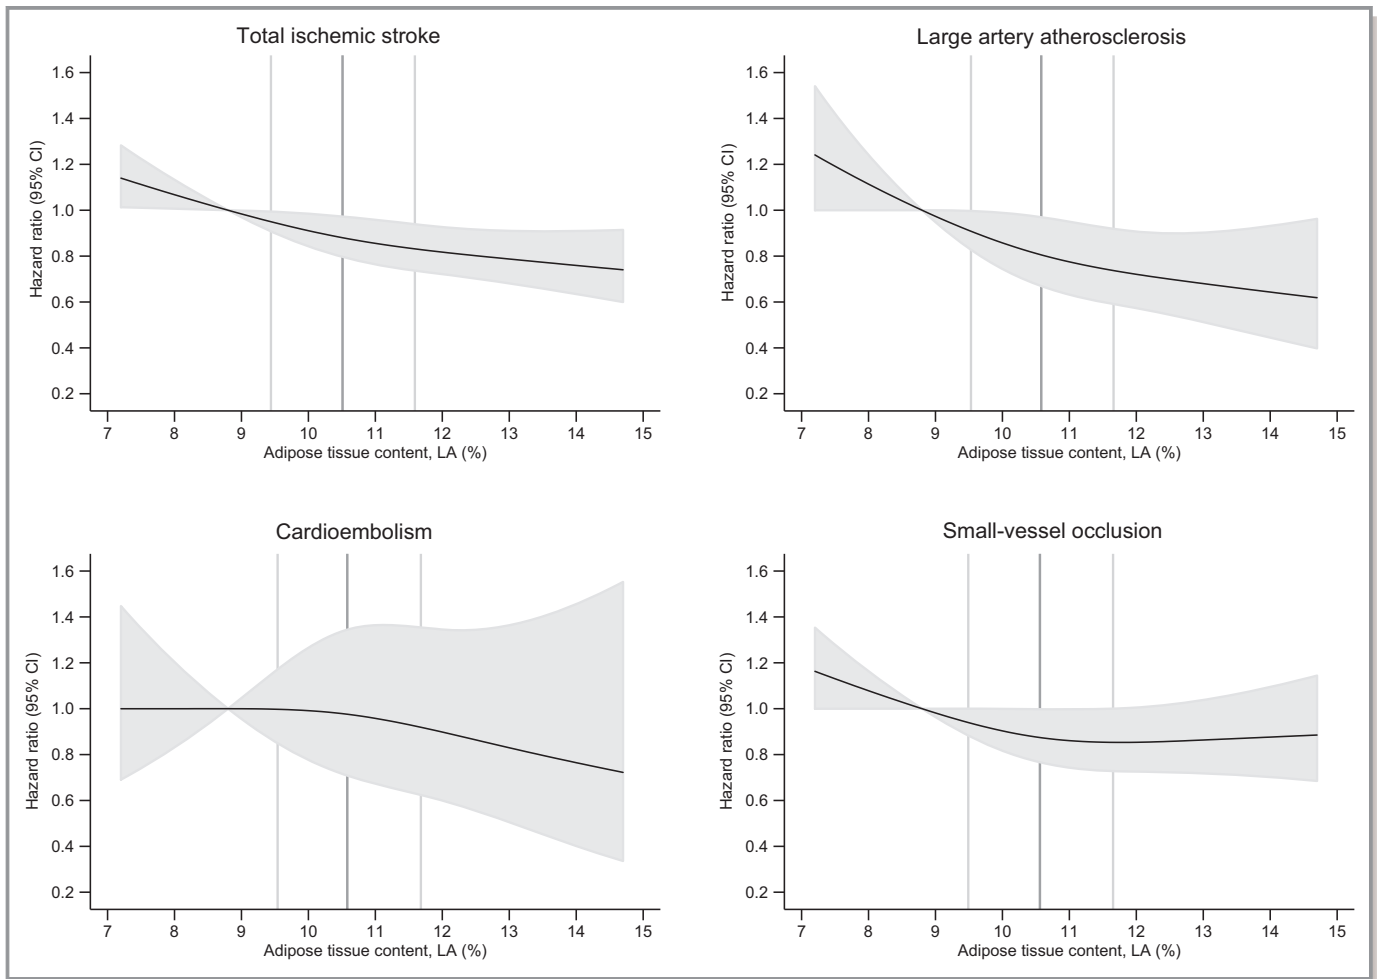 Total ischemic stroke
Hazard ratio (95% CI)
1.6
1.4
1.2
1.0
0.8
0.6
0.4
0.2
7 8 9 10 11 12 13 14 15
Adipose tissue content, LA (%)
Large artery atherosclerosis
Hazard ratio (95% CI)
1.6
1.4
1.2
1.0
0.8
0.6
0.4
0.2
7 8 9 10 11 12 13 14 15
Adipose tissue content, LA (%)
Cardioembolism
Hazard ratio (95% CI)
1.6
1.4
1.2
1.0
0.8
0.6
0.4
0.2
7 8 9 10 11 12 13 14 15
Adipose tissue content, LA (%)
Small-vessel occlusion
Hazard ratio (95% CI)
1.6
1.4
1.2
1.0
0.8
0.6
0.4
0.2
7 8 9 10 11 12 13 14 15
Adipose tissue content, LA (%)